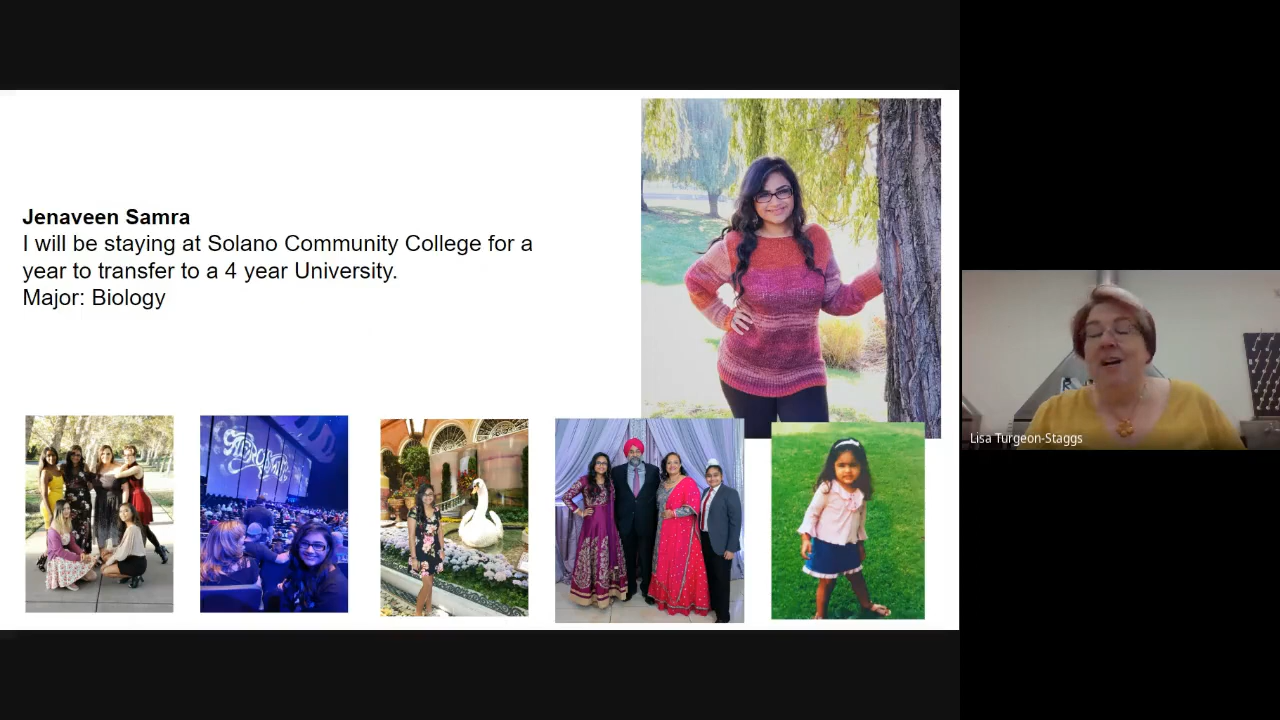 Jenaveen Samra
I will be staying at Solano Community College for a
year to transfer to a 4 year University.
Major: Biology
AEROSMITH
Lisa Turgeon-Staggs